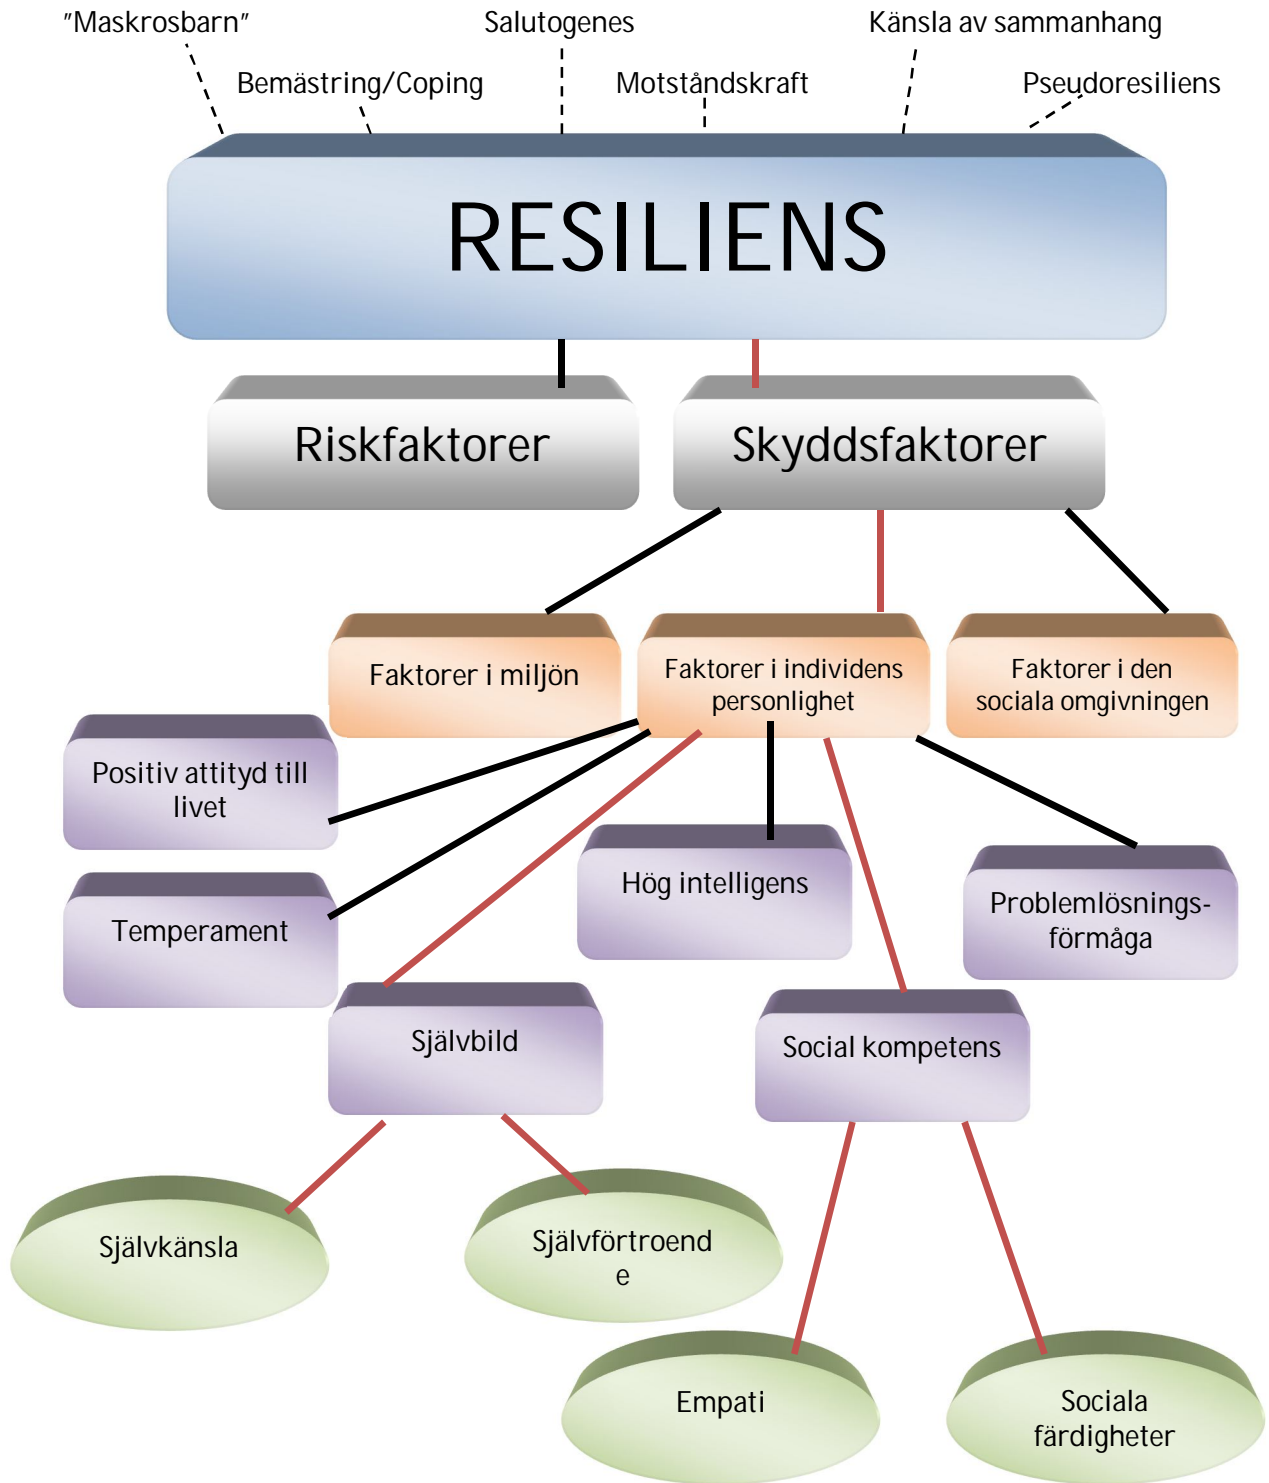 "Maskrosbarn"
Salutogenes
Känsla av sammanhang
Bemästring/Coping
Motståndskraft
Pseudoresiliens
RESILIENS
Riskfaktorer
Skyddsfaktorer
Faktorer i miljön
Faktorer i individens
personlighet
Faktorer i den
sociala omgivningen
Positiv attityd till
livet
Hög intelligens
Problemlösnings-
förmåga
Temperament
Självbild
Social kompetens
Självkänsla
Självförtroend
e
Empati
Sociala
färdigheter